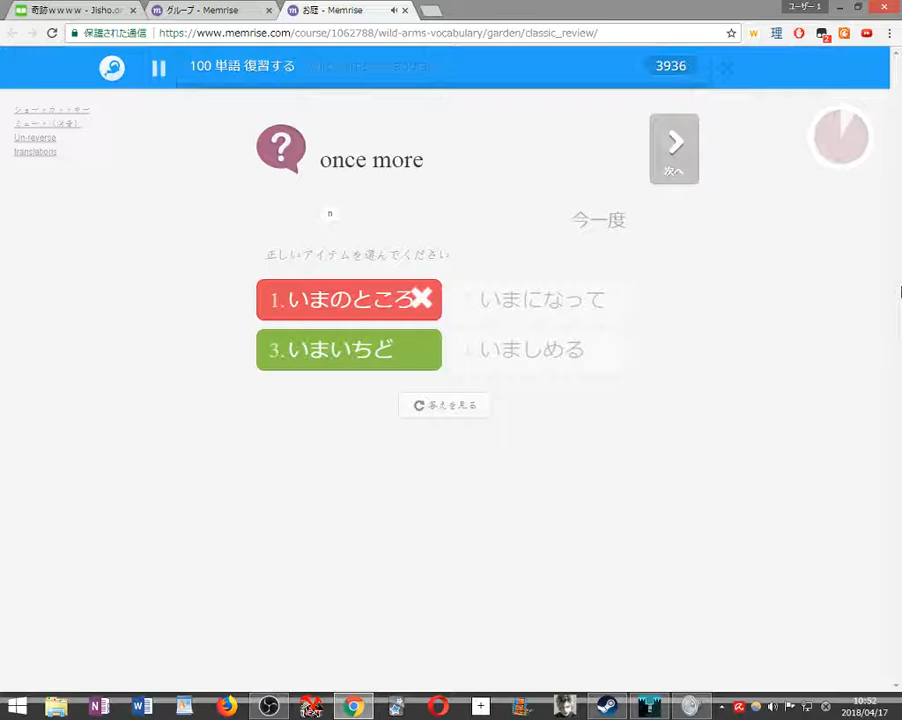 奇跡ｗｗｗｗ - Jisho.or
グループ - Memrise
お庭 - Memrise
ユーザー 1
保護された通信
https://www.memrise.com/course/1062788/wild-arms-vocabulary/garden/classic_review/
100 単語 復習する
3936
Un-reverse
translations
once more
次へ
n
今一度
正しいアイテムを選んでください
1. いまのところ
いまになって
3. いまいちど
いましめる
答えを見る
10:52
2018/04/17